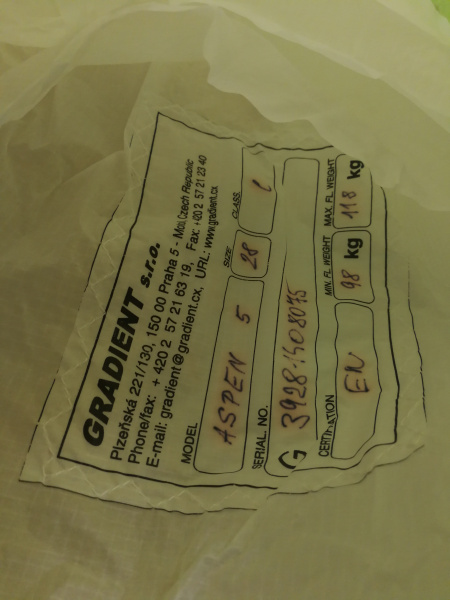 GRADIENT s.r.o.
Plzeňská 221/130, 150 00 Praha 5 - Motol, Czech Republic
Phone/fax: + 420 2 57 21 63 19, Fax: +420 2 57 21 23 40
E-mail: gradient@gradient.cx, URL: www.gradient.cx
MODEL SIZE CLASS
ASPEN 5 28 C
SERIAL NO.
G 3928-1408075
CERTIFICATION MIN. FL. WEIGHT MAX. FL. WEIGHT
EN 98 kg 118 kg